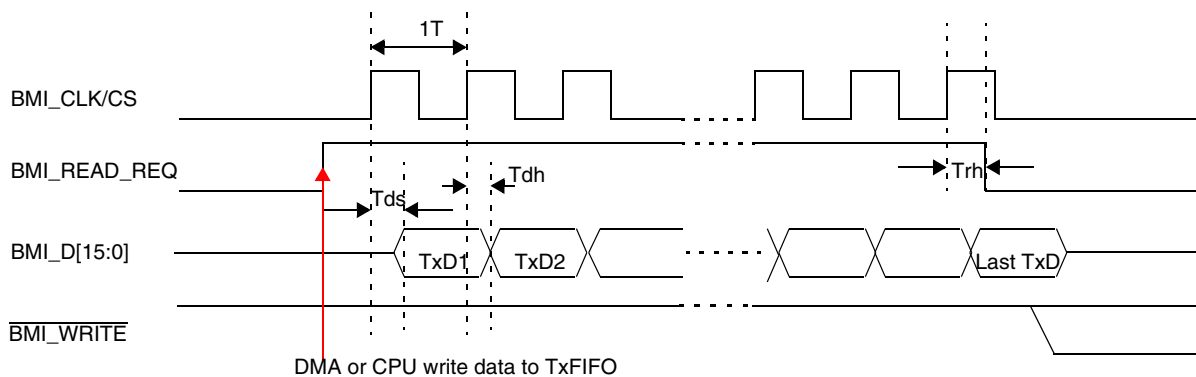 1T
BMI_CLK/CS
BMI_READ_REQ
Tdh
Trh
Tds
BMI_D[15:0]
TxD1
TxD2
Last TxD
BMI_WRITE
DMA or CPU write data to TxFIFO